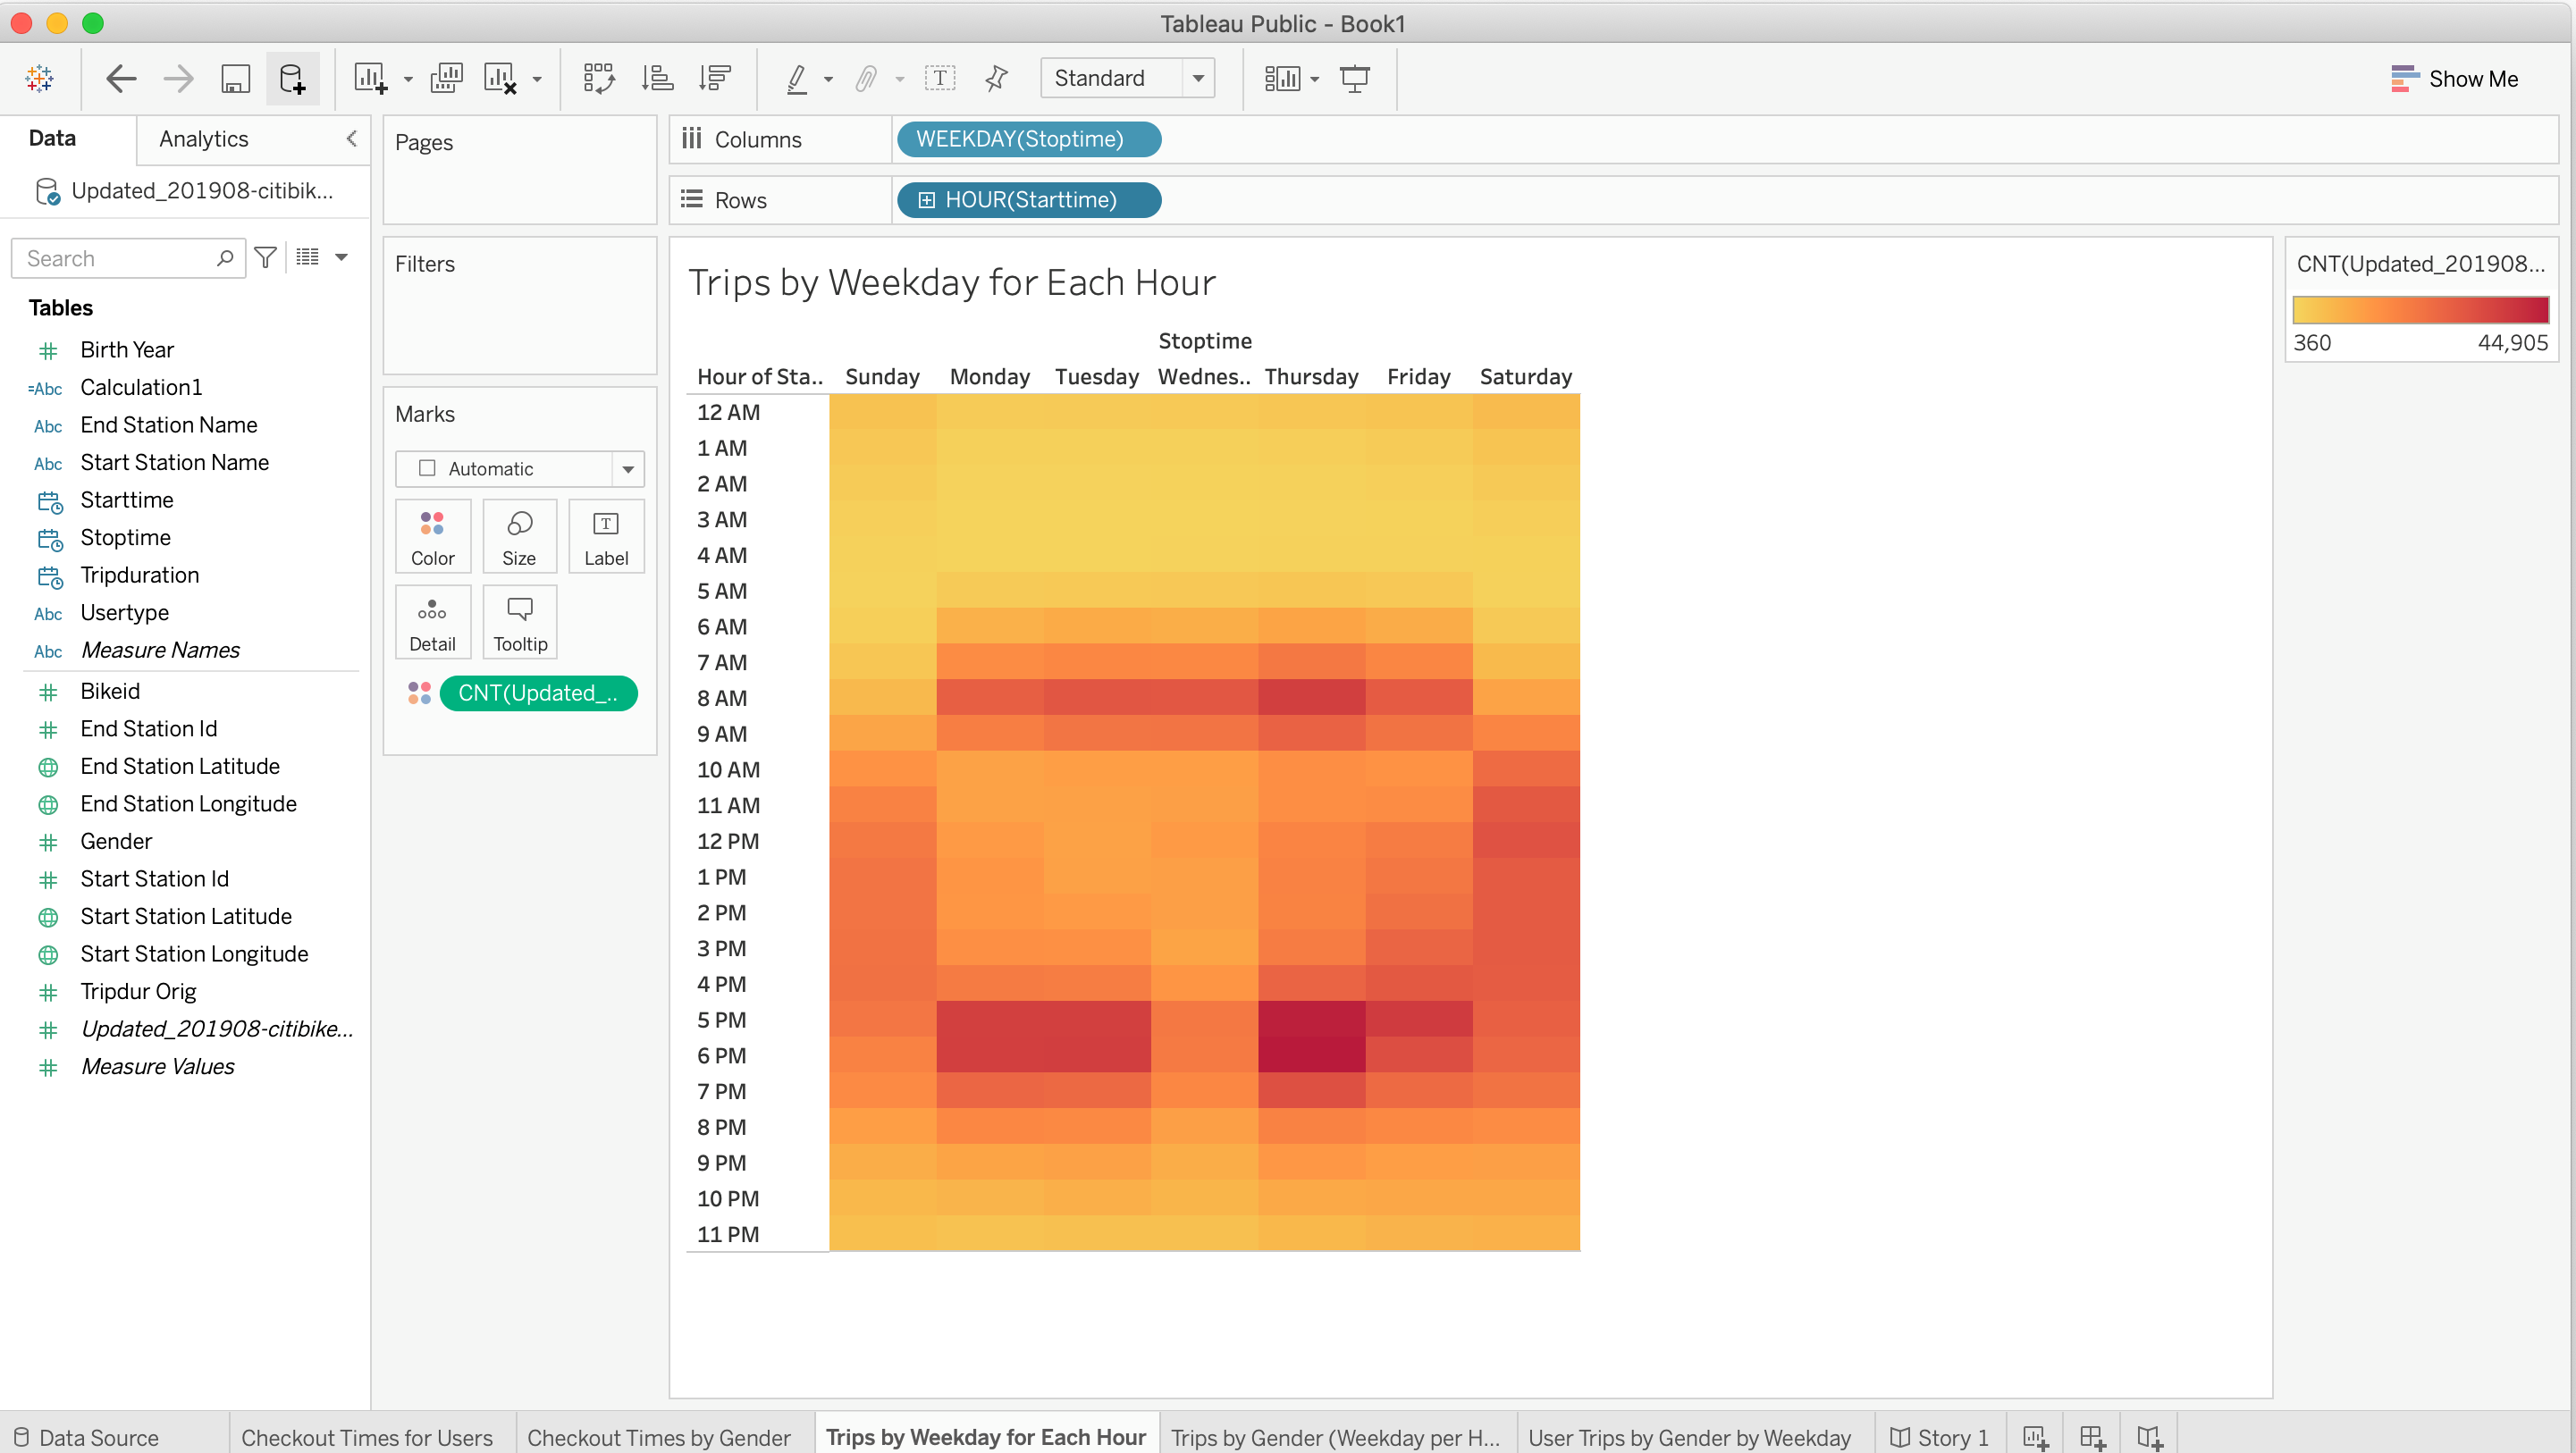 Tableau Public - Book1
Standard
Show Me
Data
Analytics
Updated_201908-citibik...
Search
Tables
Birth Year
=Abc Calculation1
Abc End Station Name
Abc Start Station Name
Starttime
Stoptime
Tripduration
Abc Usertype
Abc Measure Names
Bikeid
End Station Id
End Station Latitude
End Station Longitude
Gender
Start Station Id
Start Station Latitude
Start Station Longitude
Tripdur Orig
Updated_201908-citibike...
Measure Values
Pages
Filters
Marks
Automatic
Color Size Label
Detail Tooltip
CNT(Updated_..
Columns WEEKDAY(Stoptime)
Rows HOUR(Starttime)
Trips by Weekday for Each Hour
Stoptime
Hour of Sta.. Sunday Monday Tuesday Wednes.. Thursday Friday Saturday
12 AM
1 AM
2 AM
3 AM
4 AM
5 AM
6 AM
7 AM
8 AM
9 AM
10 AM
11 AM
12 PM
1 PM
2 PM
3 PM
4 PM
5 PM
6 PM
7 PM
8 PM
9 PM
10 PM
11 PM
CNT(Updated_201908...
360 44,905
Data Source Checkout Times for Users Checkout Times by Gender Trips by Weekday for Each Hour Trips by Gender (Weekday per H... User Trips by Gender by Weekday Story 1